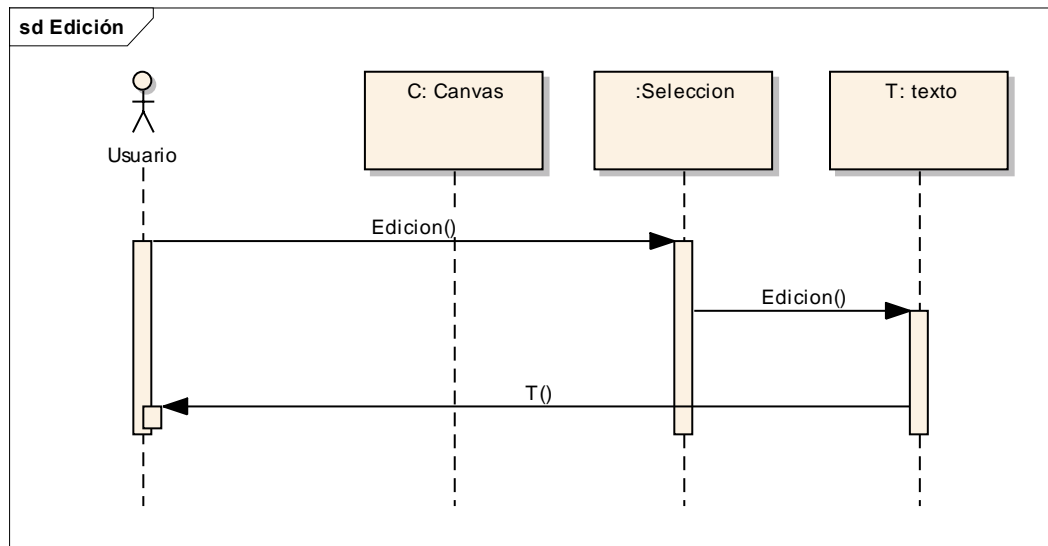 sd Edición
Usuario
C: Canvas
:Seleccion
T: texto
Edicion()
Edicion()
T()